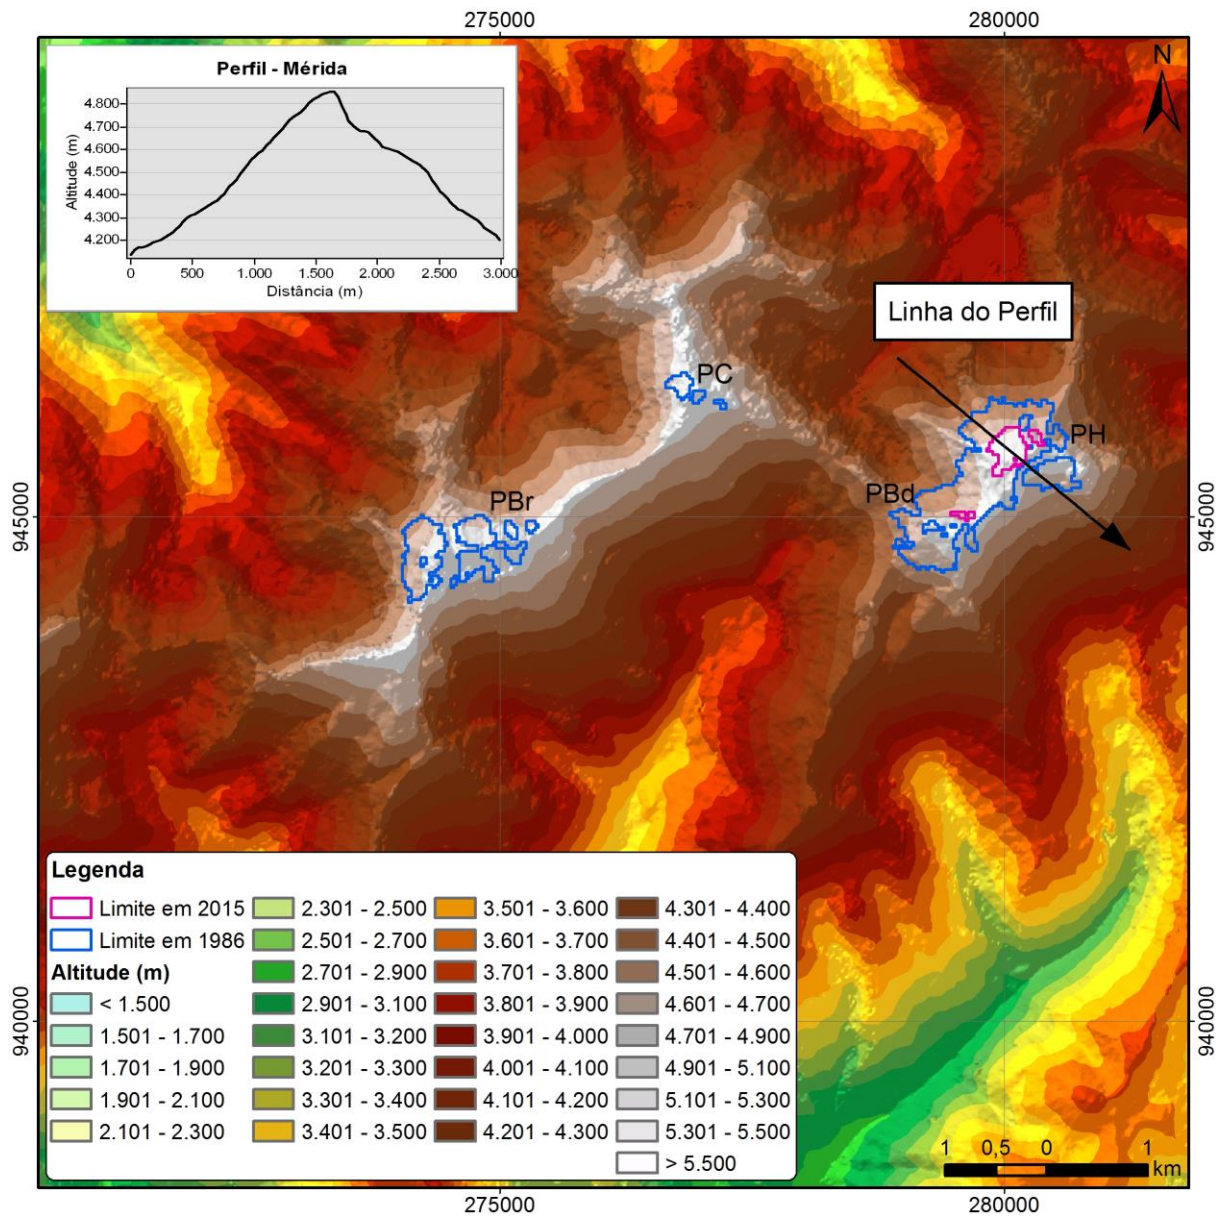 275000 280000
Perfil - Mérida
Altitude (m)
4.800
4.700
4.600
4.500
4.400
4.300
4.200
0 500 1.000 1.500 2.000 2.500 3.000
Distância (m)
N
Linha do Perfil
PC
PH
PBd
PBr
945000 945000
940000 940000
Legenda
Limite em 2015
Limite em 1986
Altitude (m)
< 1.500
1.501 - 1.700
1.701 - 1.900
1.901 - 2.100
2.101 - 2.300
2.301 - 2.500
2.501 - 2.700
2.701 - 2.900
2.901 - 3.100
3.101 - 3.200
3.201 - 3.300
3.301 - 3.400
3.401 - 3.500
3.501 - 3.600
3.601 - 3.700
3.701 - 3.800
3.801 - 3.900
3.901 - 4.000
4.001 - 4.100
4.101 - 4.200
4.201 - 4.300
4.301 - 4.400
4.401 - 4.500
4.501 - 4.600
4.601 - 4.700
4.701 - 4.900
4.901 - 5.100
5.101 - 5.300
5.301 - 5.500
> 5.500
1 0,5 0 1
km
275000 280000